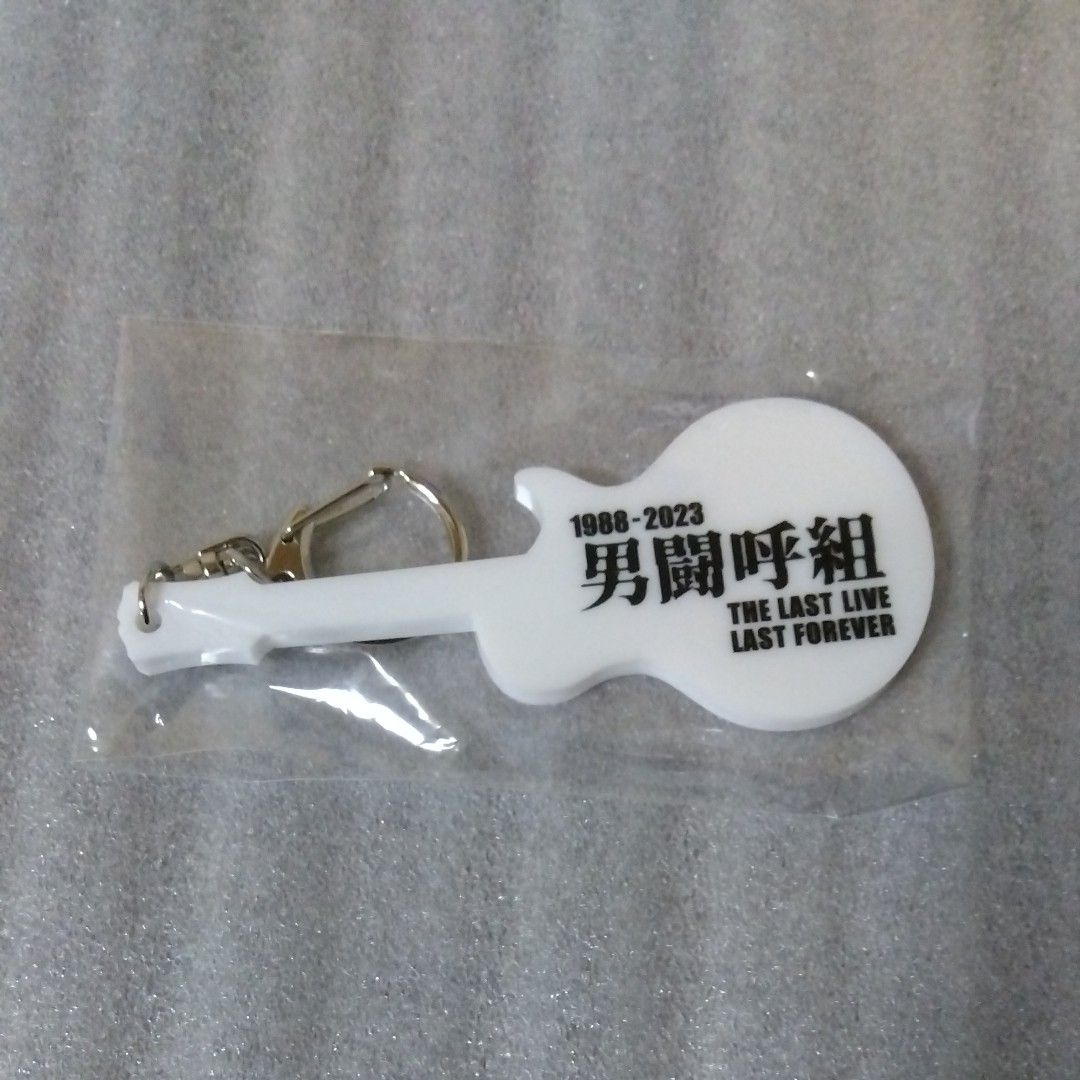 1988-2023
男闘呼組
THE LAST LIVE
LAST FOREVER